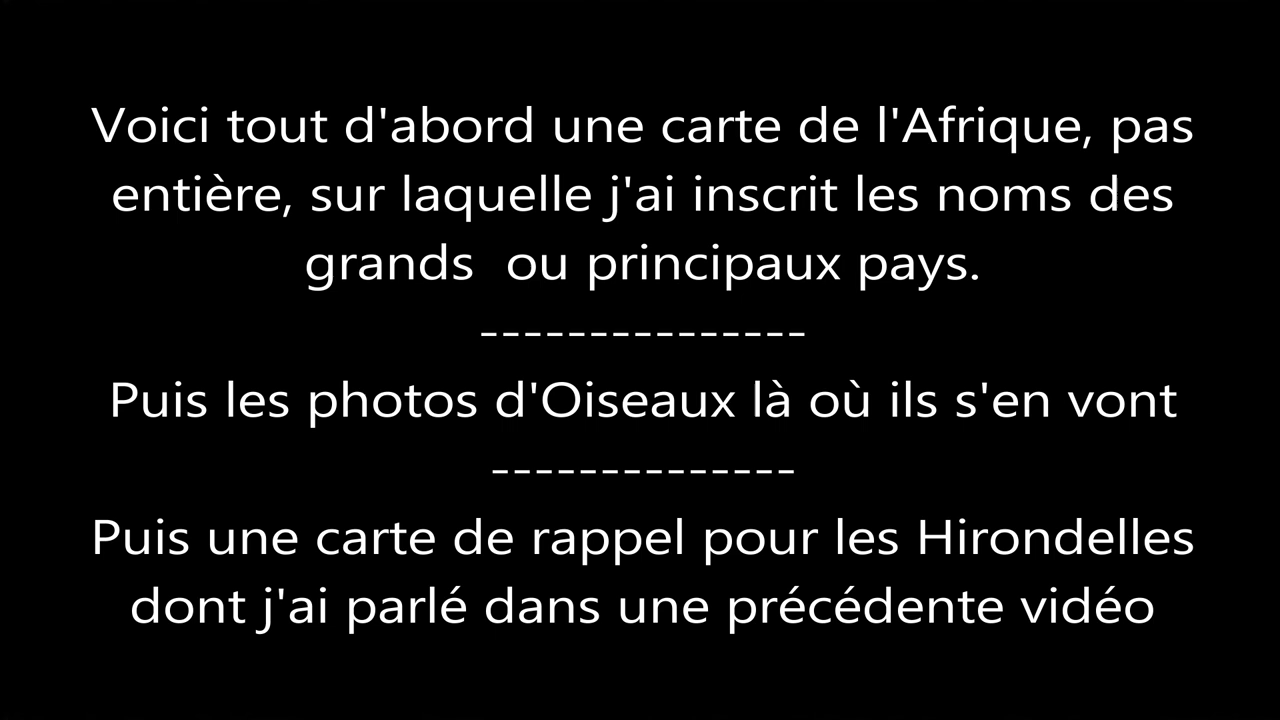 Voici tout d'abord une carte de l'Afrique, pas
entière, sur laquelle j'ai inscrit les noms des
grands  ou principaux pays.
---------------
Puis les photos d'Oiseaux là où ils s'en vont
--------------
Puis une carte de rappel pour les Hirondelles
dont j'ai parlé dans une précédente vidéo